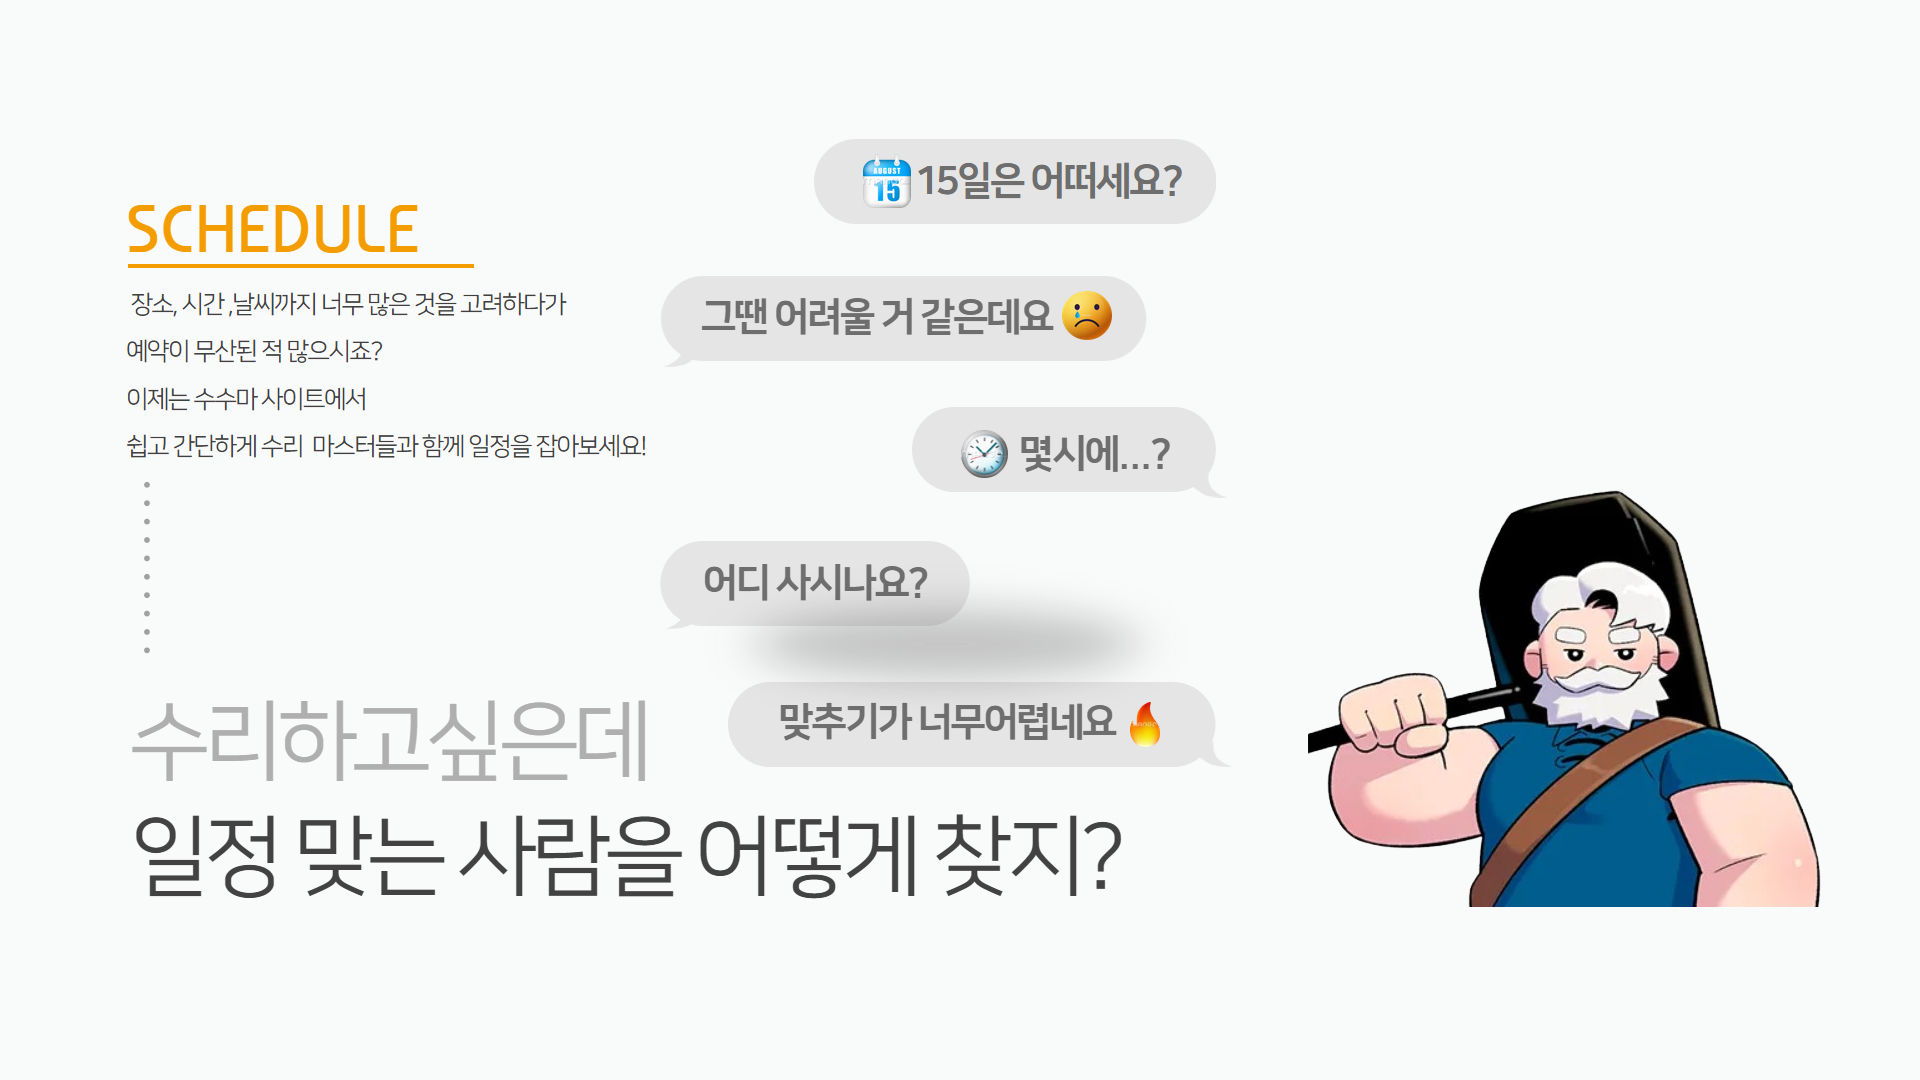 SCHEDULE
장소, 시간 ,날씨까지 너무 많은 것을 고려하다가
예약이 무산된 적 많으시죠?
이제는 수수마 사이트에서
쉽고 간단하게 수리 마스터들과 함께 일정을 잡아보세요!
AUGUST
15
15일은 어떠세요?
그땐 어려울 거 같은데요
몇시에...?
어디 사시나요?
맞추기가 너무어렵네요
수리하고싶은데
일정 맞는 사람을 어떻게 찾지?